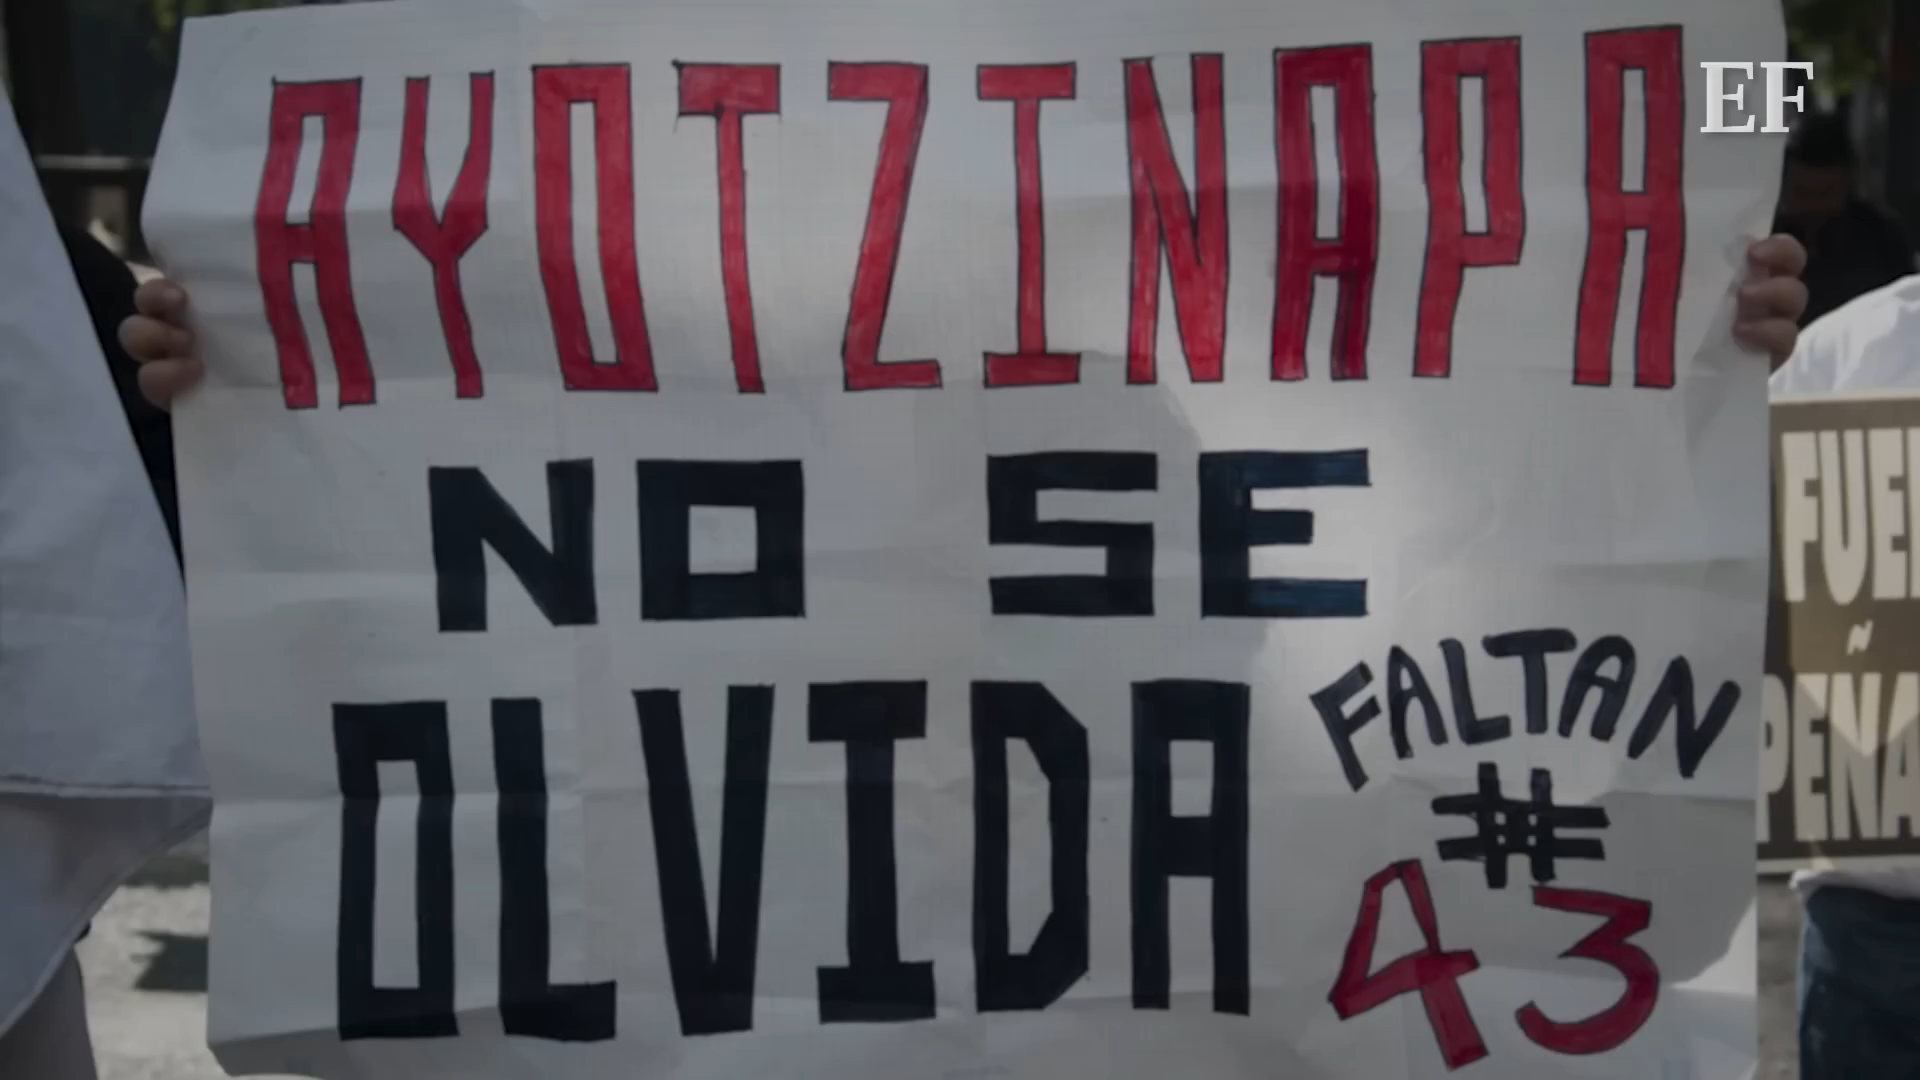 EF
AYOTZINAPA
NO SE
OLVIDA
FALTAN
#
43